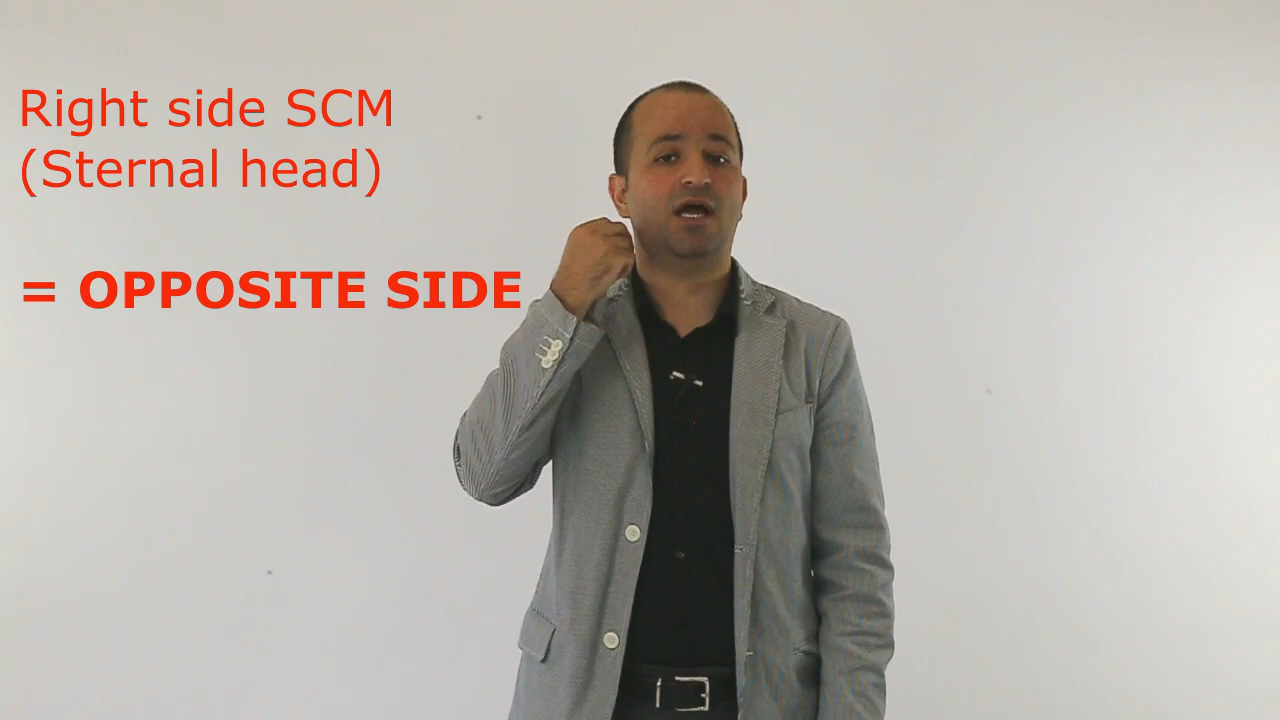 Right side SCM
(Sternal head)
= OPPOSITE SIDE